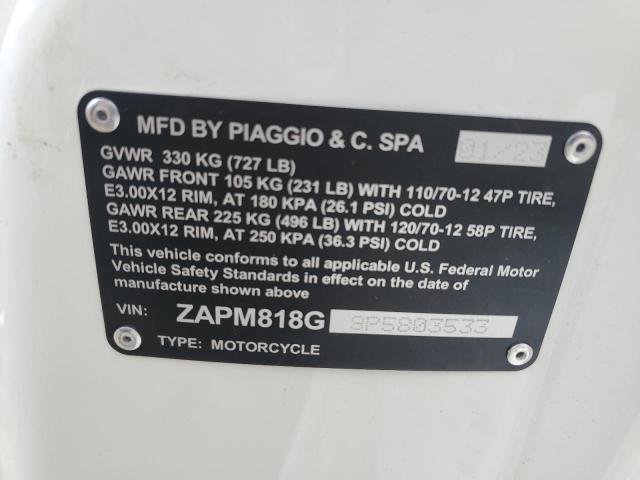 MFD BY PIAGGIO & C. SPA 01/23
GVWR 330 KG (727 LB)
GAWR FRONT 105 KG (231 LB) WITH 110/70-12 47P TIRE,
E3.00X12 RIM, AT 180 KPA (26.1 PSI) COLD
GAWR REAR 225 KG (496 LB) WITH 120/70-12 58P TIRE,
E3.00X12 RIM, AT 250 KPA (36.3 PSI) COLD
This vehicle conforms to all applicable U.S. Federal Motor
Vehicle Safety Standards in effect on the date of
manufacture shown above
VIN: ZAPM818G 9P5803533
TYPE: MOTORCYCLE